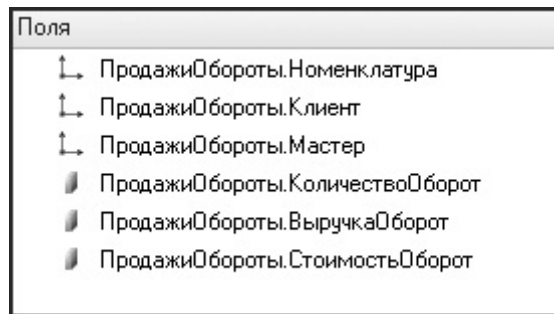 Поля
ПродажиОбороты.Номенклатура
ПродажиОбороты.Клиент
ПродажиОбороты.Мастер
ПродажиОбороты.КоличествоОборот
ПродажиОбороты.ВыручкаОборот
ПродажиОбороты.СтоимостьОборот